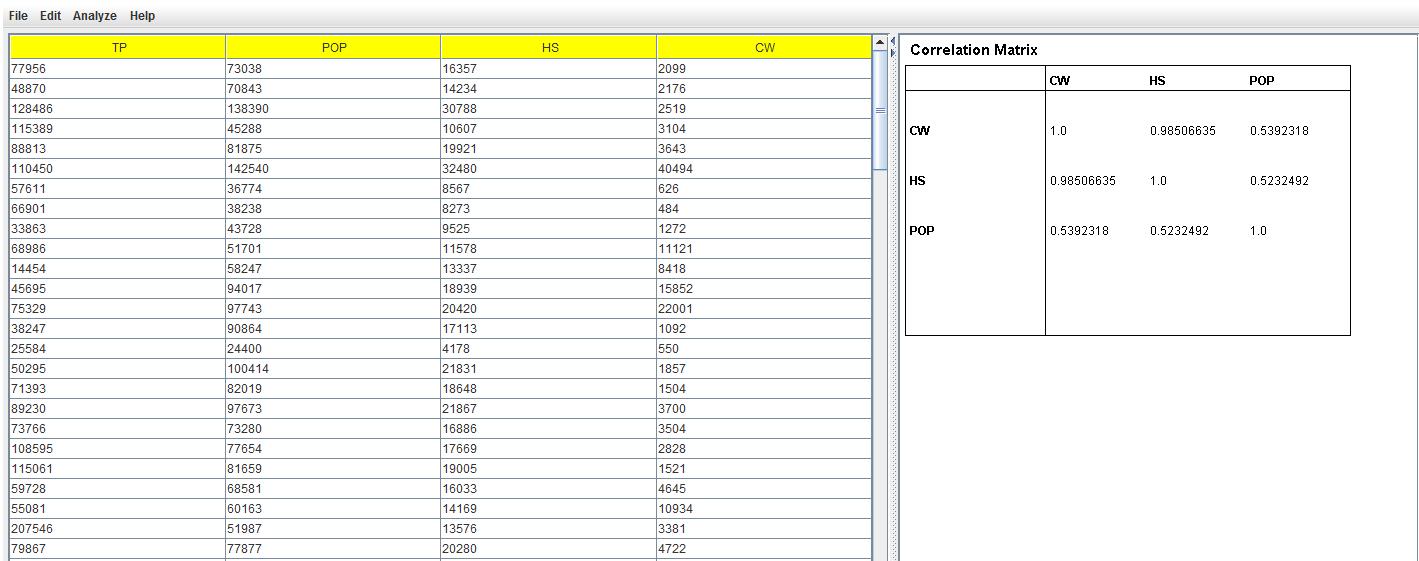 File Edit Analyze Help
TP POP HS CW
77956 73038 16357 2099
48870 70843 14234 2176
128486 138390 30788 2519
115389 45288 10607 3104
88813 81875 19921 3643
110450 142540 32480 40494
57611 36774 8567 626
66901 38238 8273 484
33863 43728 9525 1272
68986 51701 11578 11121
14454 58247 13337 8418
45695 94017 18939 15852
75329 97743 20420 22001
38247 90864 17113 1092
25584 24400 4178 550
50295 100414 21831 1857
71393 82019 18648 1504
89230 97673 21867 3700
73766 73280 16886 3504
108595 77654 17669 2828
115061 81659 19005 1521
59728 68581 16033 4645
55081 60163 14169 10934
207546 51987 13576 3381
79867 77877 20280 4722
Correlation Matrix
CW HS POP
CW 1.0 0.98506635 0.5392318
HS 0.98506635 1.0 0.5232492
POP 0.5392318 0.5232492 1.0